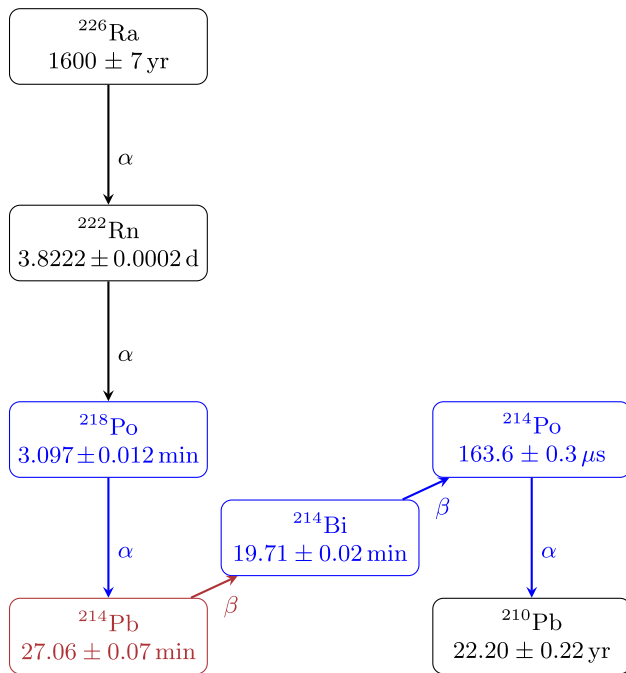 ²²⁶Ra
1600 ± 7 yr
α
²²²Rn
3.8222 ± 0.0002 d
α
²¹⁸Po
3.097 ± 0.012 min
²¹⁴Po
163.6 ± 0.3 μs
β
²¹⁴Bi
19.71 ± 0.02 min
α
α
β
²¹⁴Pb
27.06 ± 0.07 min
²¹⁰Pb
22.20 ± 0.22 yr